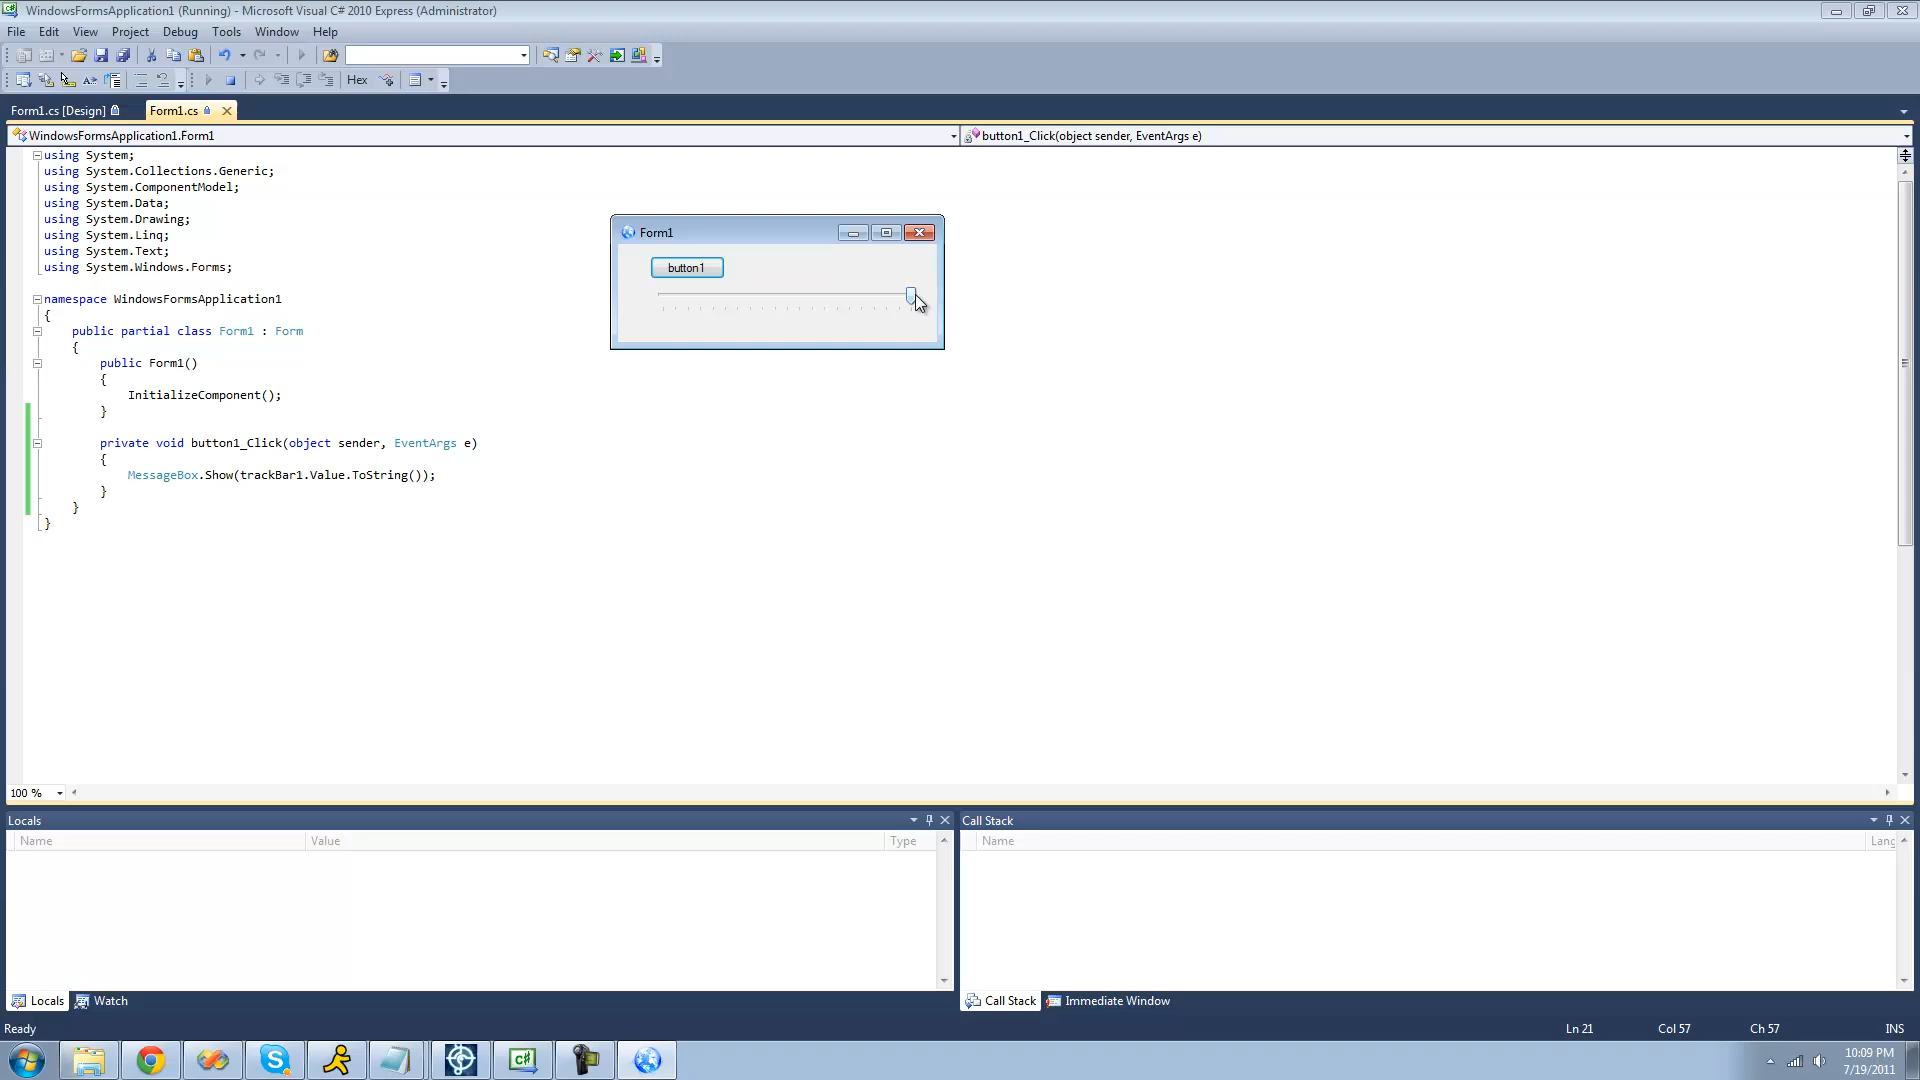 WindowsFormsApplication1 (Running) - Microsoft Visual C# 2010 Express (Administrator)
File Edit View Project Debug Tools Window Help
Hex
Form1.cs [Design] Form1.cs
WindowsFormsApplication1.Form1 button1_Click(object sender, EventArgs e)
using System;
using System.Collections.Generic;
using System.ComponentModel;
using System.Data;
using System.Drawing;
using System.Linq;
using System.Text;
using System.Windows.Forms;
namespace WindowsFormsApplication1
{
public partial class Form1 : Form
{
public Form1()
{
InitializeComponent();
}
private void button1_Click(object sender, EventArgs e)
{
MessageBox.Show(trackBar1.Value.ToString());
}
}
}
Form1
button1
100 %
Locals
Name Value Type
Call Stack
Name Lang
Locals Watch
Call Stack Immediate Window
Ready Ln 21 Col 57 Ch 57 INS
10:09 PM
7/19/2011